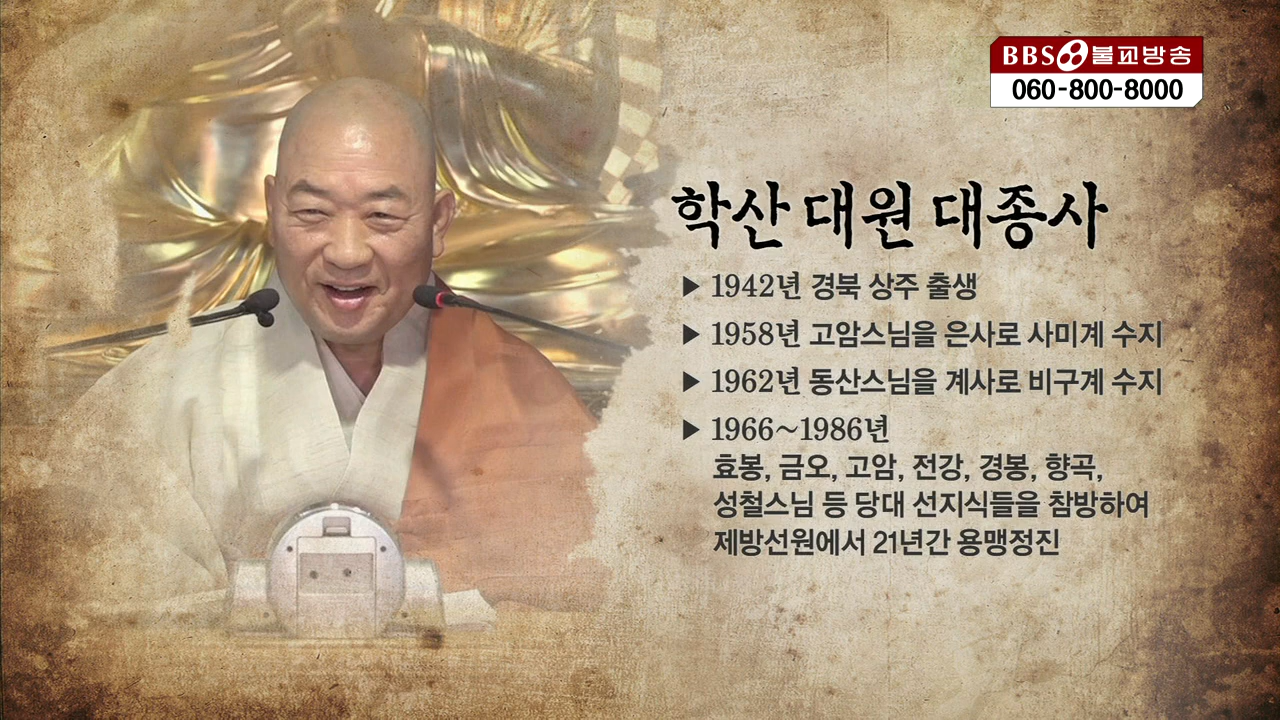 BBS 불교방송
060-800-8000
학산 대원 대종사
▶ 1942년 경북 상주 출생
▶ 1958년 고암스님을 은사로 사미계 수지
▶ 1962년 동산스님을 계사로 비구계 수지
▶ 1966~1986년
효봉, 금오, 고암, 전강, 경봉, 향곡,
성철스님 등 당대 선지식들을 참방하여
제방선원에서 21년간 용맹정진